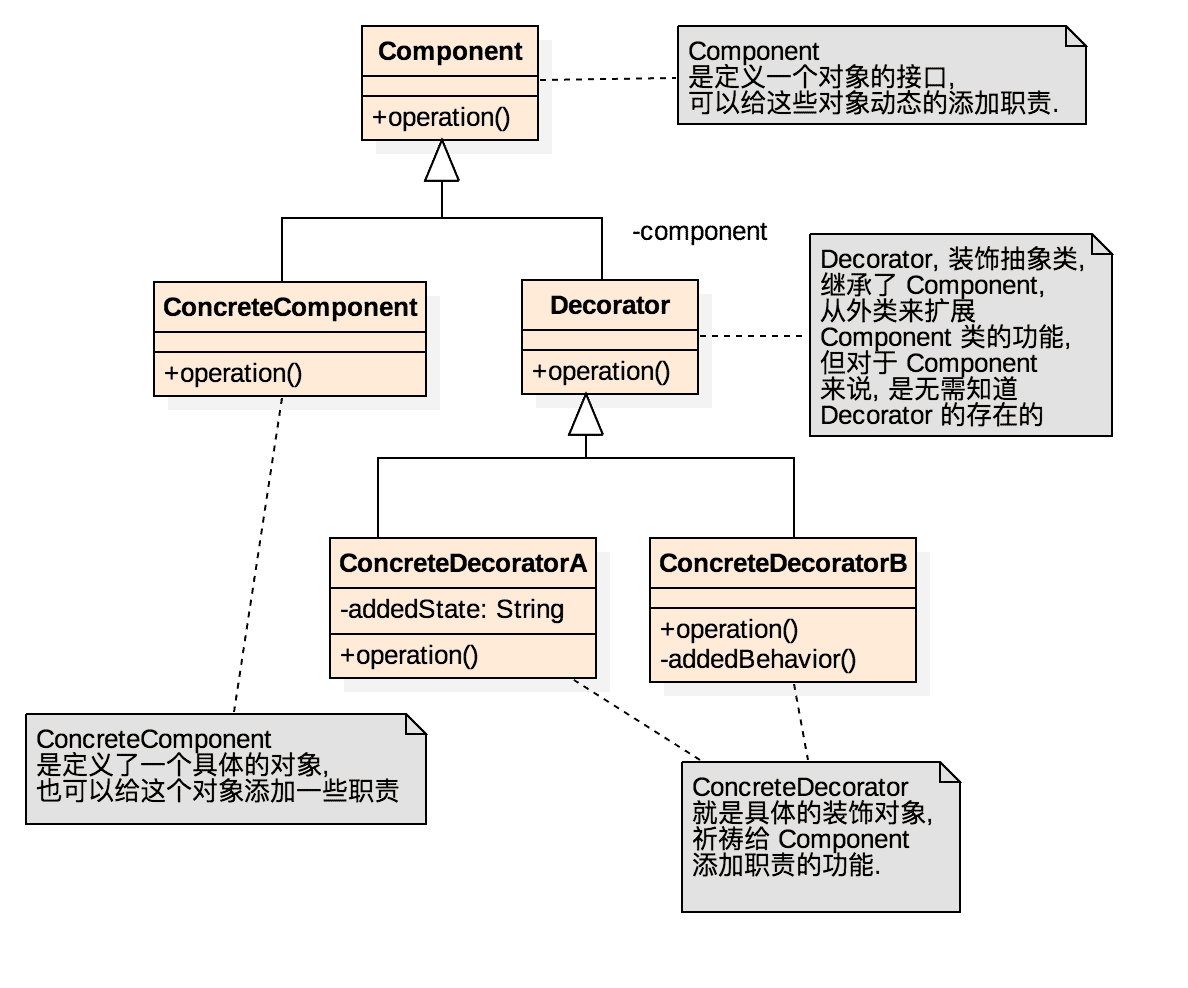 Component
+operation()
Component
是定义一个对象的接口,
可以给这些对象动态的添加职责.
-component
ConcreteComponent
+operation()
Decorator
+operation()
Decorator, 装饰抽象类,
继承了 Component,
从外类来扩展
Component 类的功能,
但对于 Component
来说, 是无需知道
Decorator 的存在的
ConcreteDecoratorA
-addedState: String
+operation()
ConcreteDecoratorB
+operation()
-addedBehavior()
ConcreteComponent
是定义了一个具体的对象,
也可以给这个对象添加一些职责
ConcreteDecorator
就是具体的装饰对象,
祈祷给 Component
添加职责的功能.